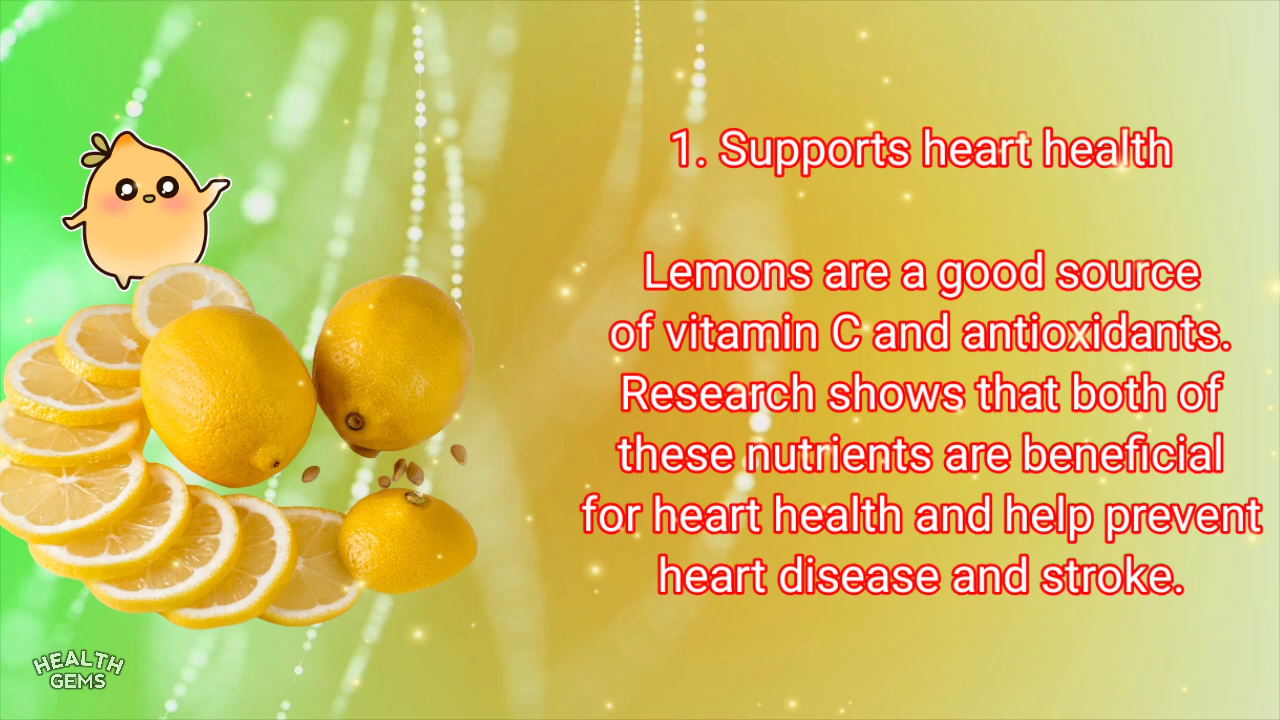 1. Supports heart health
Lemons are a good source
of vitamin C and antioxidants.
Research shows that both of
these nutrients are beneficial
for heart health and help prevent
heart disease and stroke.
HEALTH
GEMS